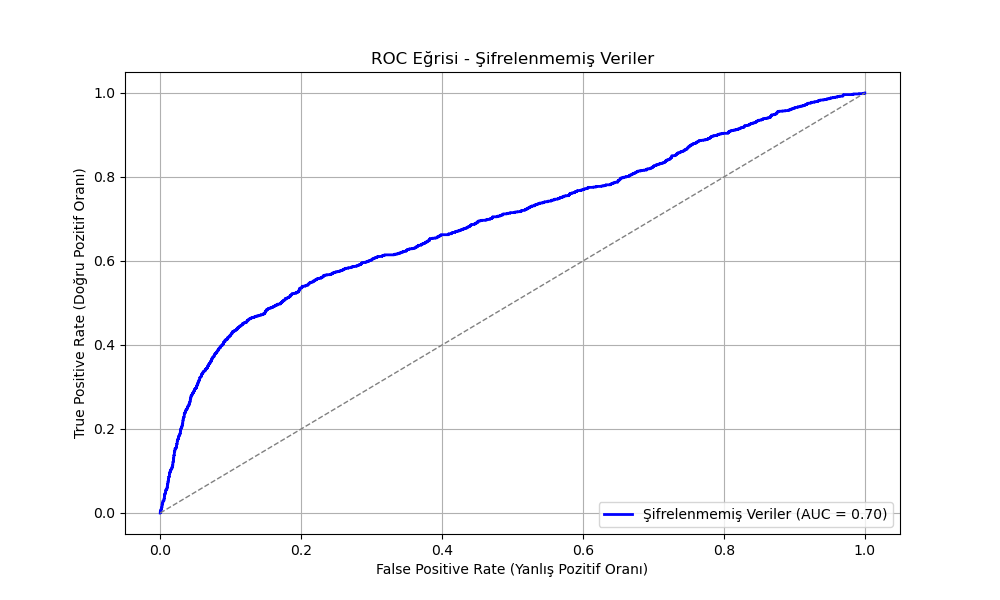 ROC Eğrisi - Şifrelenmemiş Veriler
True Positive Rate (Doğru Pozitif Oranı)
1.0
0.8
0.6
0.4
0.2
0.0
Şifrelenmemiş Veriler (AUC = 0.70)
0.0 0.2 0.4 0.6 0.8 1.0
False Positive Rate (Yanlış Pozitif Oranı)